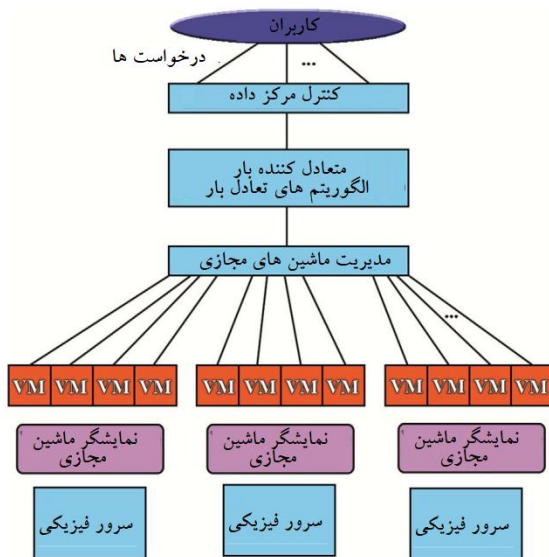 کاربران
درخواست ها
...
کنترل مرکز داده
متعادل کننده بار
الگوریتم های تعادل بار
مدیریت ماشین های مجازی
...
VM VM VM VM VM VM VM VM VM VM VM VM
نمایشگر ماشین
مجازی
نمایشگر ماشین
مجازی
نمایشگر ماشین
مجازی
سرور فیزیکی
سرور فیزیکی
سرور فیزیکی